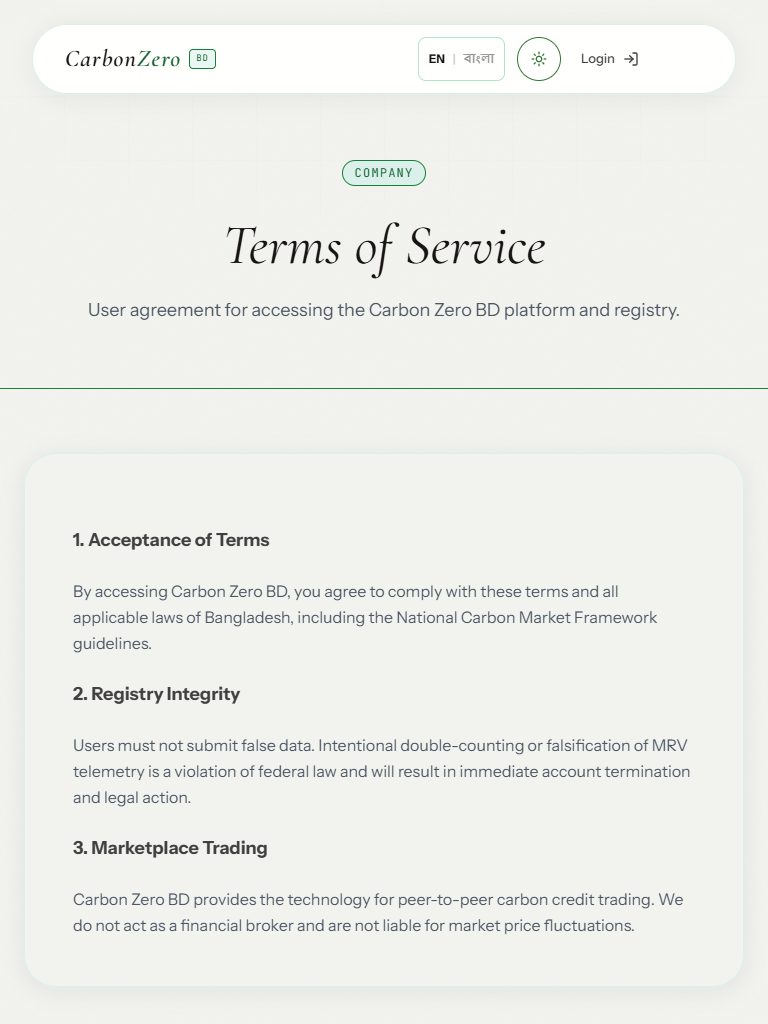 CarbonZero BD EN | বাংলা Login
COMPANY
Terms of Service
User agreement for accessing the Carbon Zero BD platform and registry.
1. Acceptance of Terms
By accessing Carbon Zero BD, you agree to comply with these terms and all
applicable laws of Bangladesh, including the National Carbon Market Framework
guidelines.
2. Registry Integrity
Users must not submit false data. Intentional double-counting or falsification of MRV
telemetry is a violation of federal law and will result in immediate account termination
and legal action.
3. Marketplace Trading
Carbon Zero BD provides the technology for peer-to-peer carbon credit trading. We
do not act as a financial broker and are not liable for market price fluctuations.